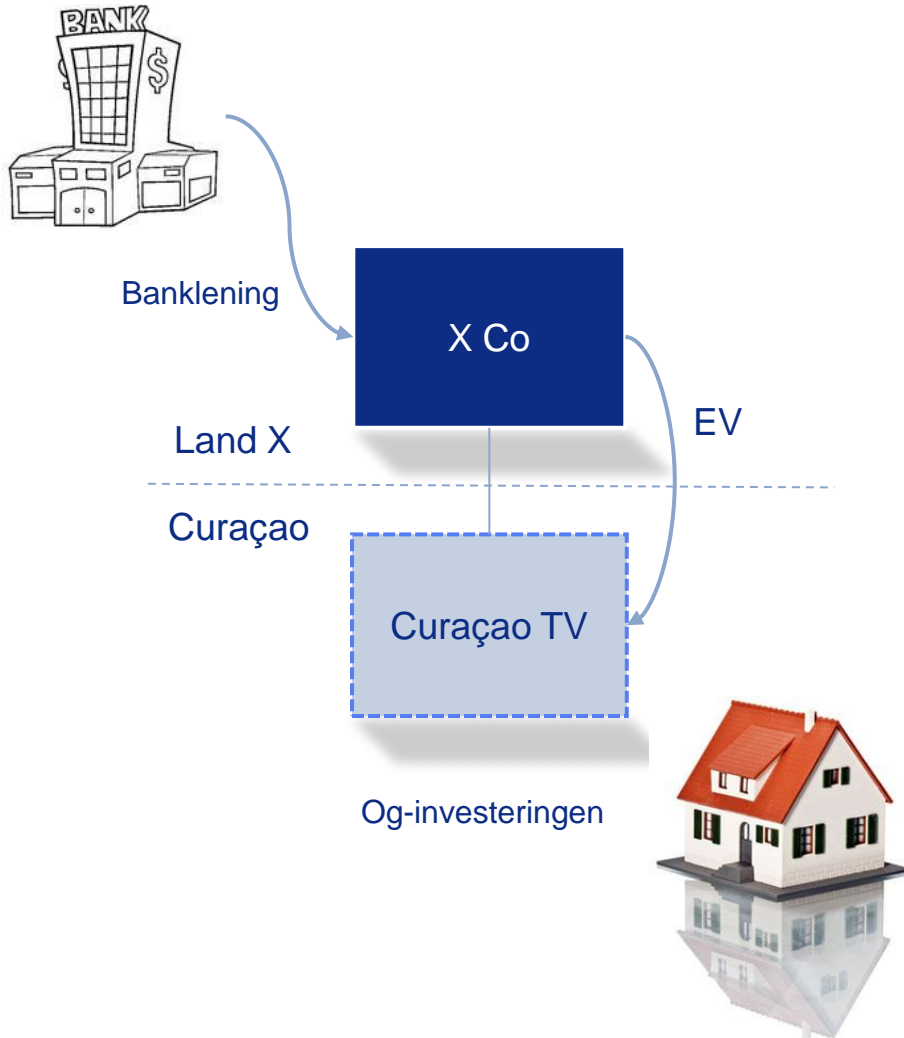 BANK
$
$
Banklening
X Co
EV
Land X
Curaçao
Curaçao TV
Og-investeringen